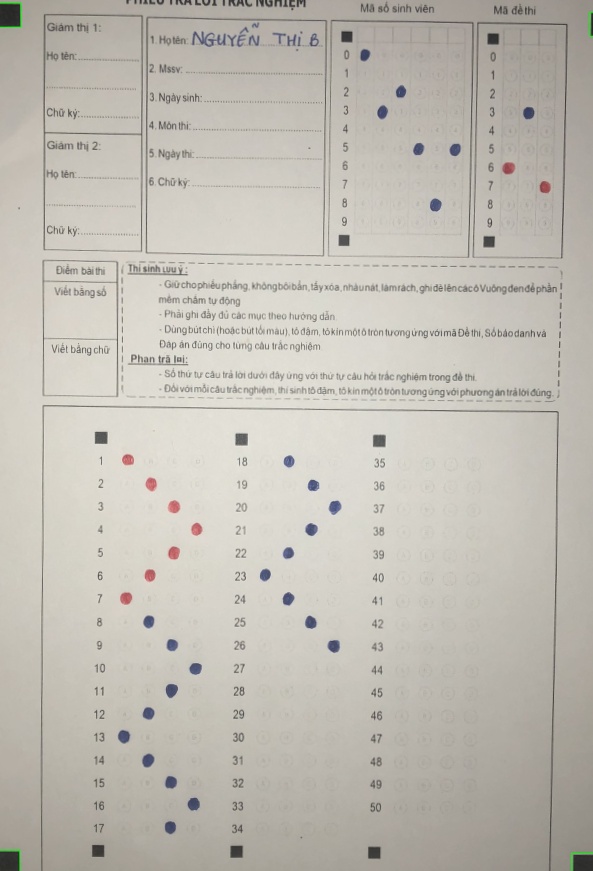 PHIẾU TRẢ LỜI TRẮC NGHIỆM
Giám thị 1:
Họ tên:
Chữ ký:
Giám thị 2:
Họ tên:
Chữ ký:
1. Họ tên: NGUYỄN THỊ B
2. Mssv:
3. Ngày sinh:
4. Môn thi:
5. Ngày thi:
6. Chữ ký:
Mã số sinh viên
0
1
2
3
4
5
6
7
8
9
Mã đề thi
0
1
2
3
4
5
6
7
8
9
Điểm bài thi
Viết bằng số
Viết bằng chữ
Thí sinh lưu ý:
- Giữ cho phiếu phẳng, không bôi bẩn, tẩy xóa, nhàu nát, làm rách, ghi đè lên các ô Vuông đen để phần
mềm chấm tự động
- Phải ghi đầy đủ các mục theo hướng dẫn
- Dùng bút chì (hoặc bút tối màu), tô đậm, tô kín một ô tròn tương ứng với mã Đề thi, Số báo danh và
Đáp án đúng cho từng câu trắc nghiệm
Phần trả lời:
- Số thứ tự câu trả lời dưới đây ứng với thứ tự câu hỏi trắc nghiệm trong đề thi.
- Đối với mỗi câu trắc nghiệm, thí sinh tô đậm, tô kín một ô tròn tương ứng với phương án trả lời đúng.
1
2
3
4
5
6
7
8
9
10
11
12
13
14
15
16
17
18
19
20
21
22
23
24
25
26
27
28
29
30
31
32
33
34
35
36
37
38
39
40
41
42
43
44
45
46
47
48
49
50